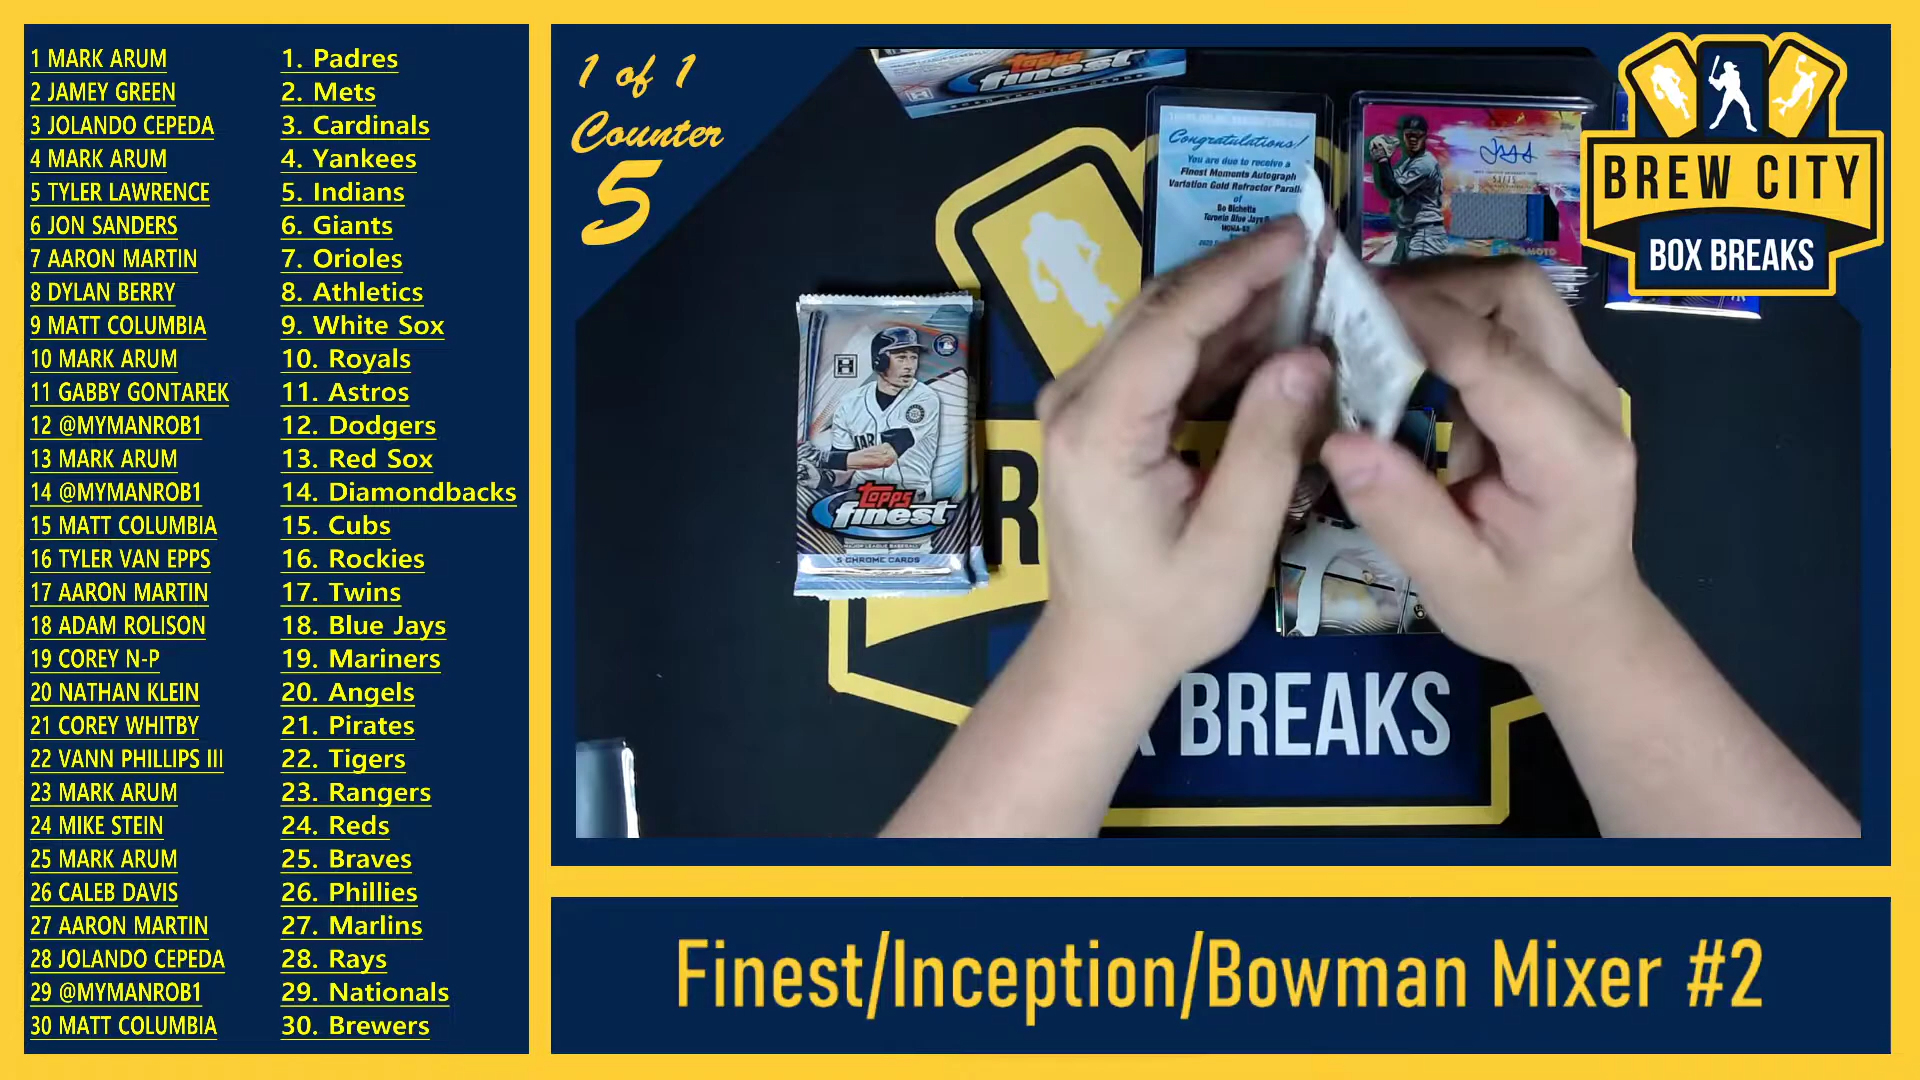 1 MARK ARUM 1. Padres
2 JAMEY GREEN 2. Mets
3 JOLANDO CEPEDA 3. Cardinals
4 MARK ARUM 4. Yankees
5 TYLER LAWRENCE 5. Indians
6 JON SANDERS 6. Giants
7 AARON MARTIN 7. Orioles
8 DYLAN BERRY 8. Athletics
9 MATT COLUMBIA 9. White Sox
10 MARK ARUM 10. Royals
11 GABBY GONTAREK 11. Astros
12 @MYMANROB1 12. Dodgers
13 MARK ARUM 13. Red Sox
14 @MYMANROB1 14. Diamondbacks
15 MATT COLUMBIA 15. Cubs
16 TYLER VAN EPPS 16. Rockies
17 AARON MARTIN 17. Twins
18 ADAM ROLISON 18. Blue Jays
19 COREY N-P 19. Mariners
20 NATHAN KLEIN 20. Angels
21 COREY WHITBY 21. Pirates
22 VANN PHILLIPS III 22. Tigers
23 MARK ARUM 23. Rangers
24 MIKE STEIN 24. Reds
25 MARK ARUM 25. Braves
26 CALEB DAVIS 26. Phillies
27 AARON MARTIN 27. Marlins
28 JOLANDO CEPEDA 28. Rays
29 @MYMANROB1 29. Nationals
30 MATT COLUMBIA 30. Brewers
1 of 1
Counter
5
topps
finest
Congratulations!
You are due to receive a
Finest Moments Autograph
Variation Gold Refractor
of
Bo Bichette
Toronto Blue Jays
BREW CITY
BOX BREAKS
topps
finest
MAJOR LEAGUE BASEBALL
5 CHROME CARDS
R
BREAKS
Finest/Inception/Bowman Mixer #2